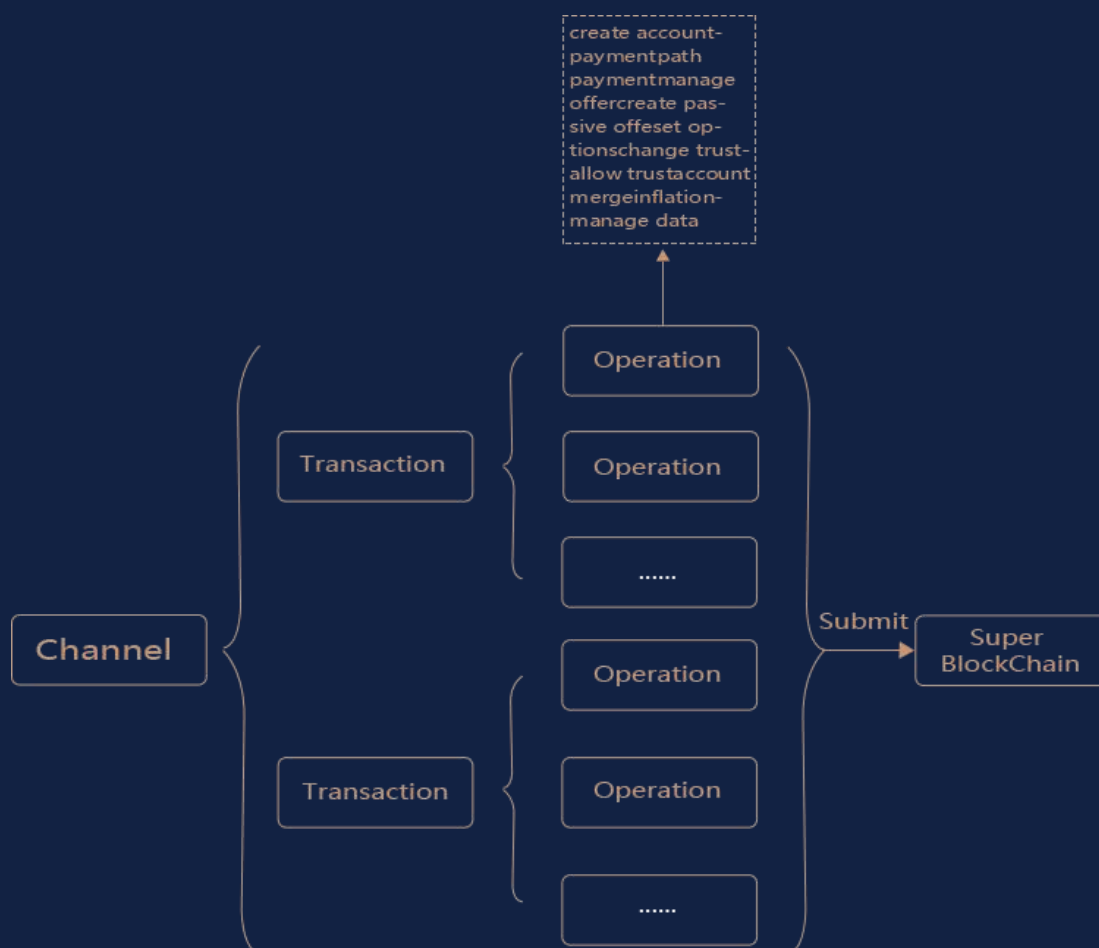 create account-
paymentpath
paymentmanage
offercreate pas-
sive offeset op-
tionschange trust-
allow trustaccount
mergeinflation-
manage data
Operation
Transaction
Operation
......
Channel
Submit
Super
BlockChain
Operation
Transaction
Operation
......